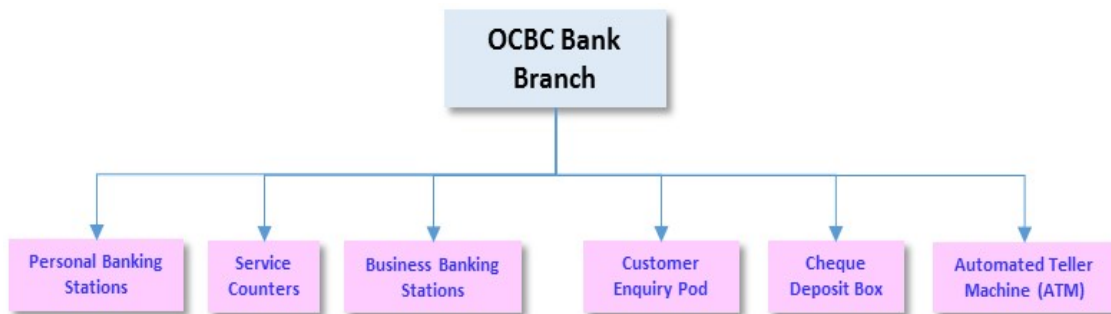 OCBC Bank
Branch
Personal Banking
Stations
Service
Counters
Business Banking
Stations
Customer
Enquiry Pod
Cheque
Deposit Box
Automated Teller
Machine (ATM)